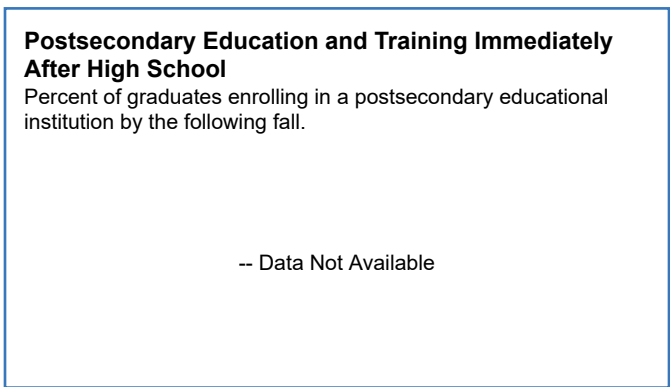 Postsecondary Education and Training Immediately
After High School
Percent of graduates enrolling in a postsecondary educational
institution by the following fall.
-- Data Not Available